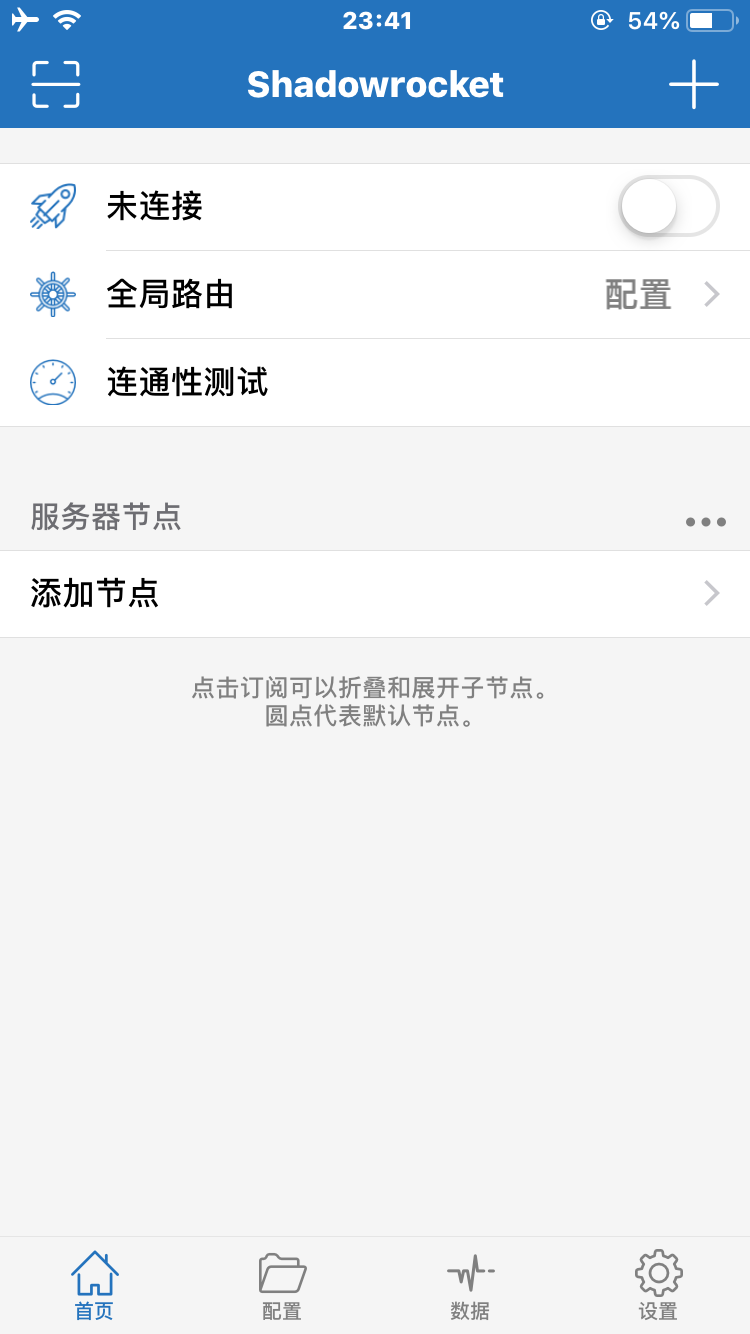 23:41
54%
Shadowrocket
未连接
全局路由
配置
连通性测试
服务器节点
添加节点
点击订阅可以折叠和展开子节点。
圆点代表默认节点。
首页
配置
数据
设置